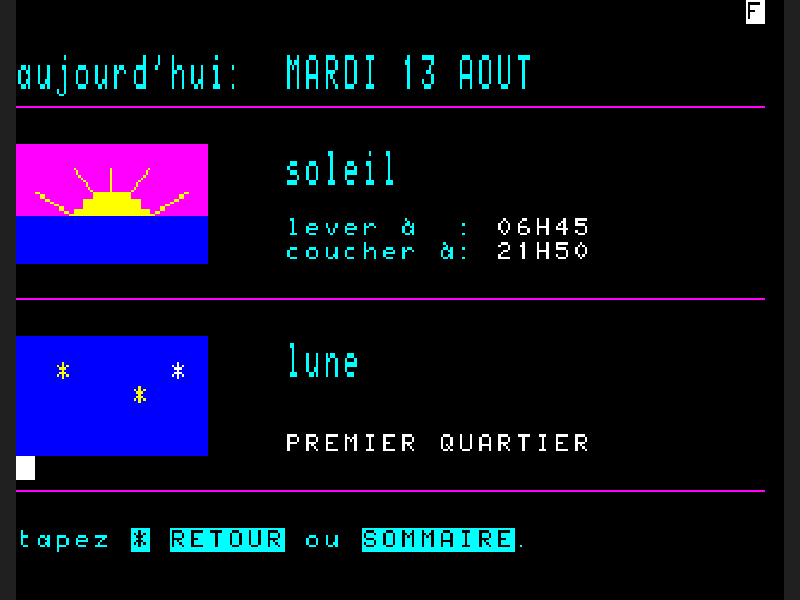 F
aujourd'hui: MARDI 13 AOUT
soleil
lever à : 06H45
coucher à: 21H50
* *
*
lune
PREMIER QUARTIER
tapez * RETOUR ou SOMMAIRE.